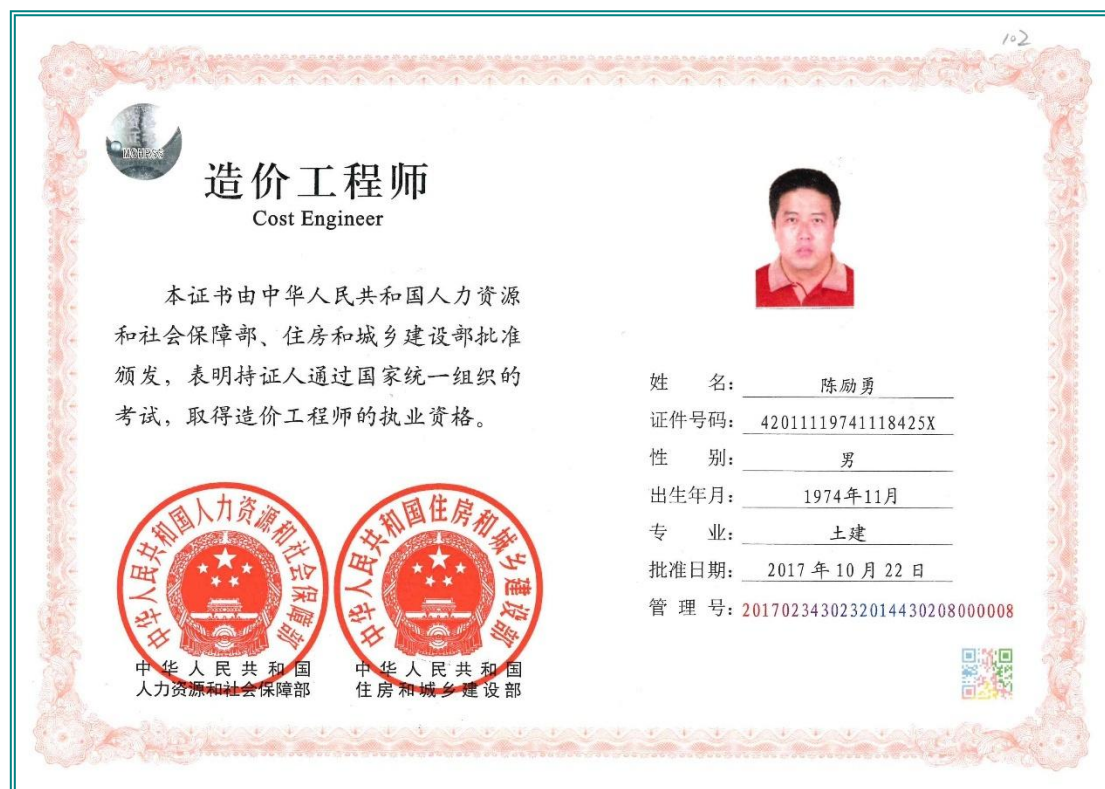 102
造价工程师
Cost Engineer
本证书由中华人民共和国人力资源
和社会保障部、住房和城乡建设部批准
颁发，表明持证人通过国家统一组织的
考试，取得造价工程师的执业资格。
姓 名： 陈励勇
证件号码： 42011119741118425X
性 别： 男
出生年月： 1974年11月
专 业： 土建
批准日期： 2017 年 10 月 22 日
管 理 号： 2017023430232014430208000008
中华人民共和国人力资源和社会保障部
中华人民共和国住房和城乡建设部
中华人民共和国
人力资源和社会保障部
中华人民共和国
住房和城乡建设部